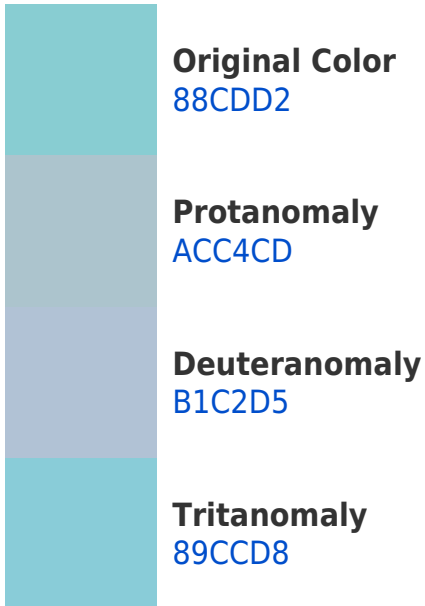 Original Color
88CDD2
Protanomaly
ACC4CD
Deuteranomaly
B1C2D5
Tritanomaly
89CCD8